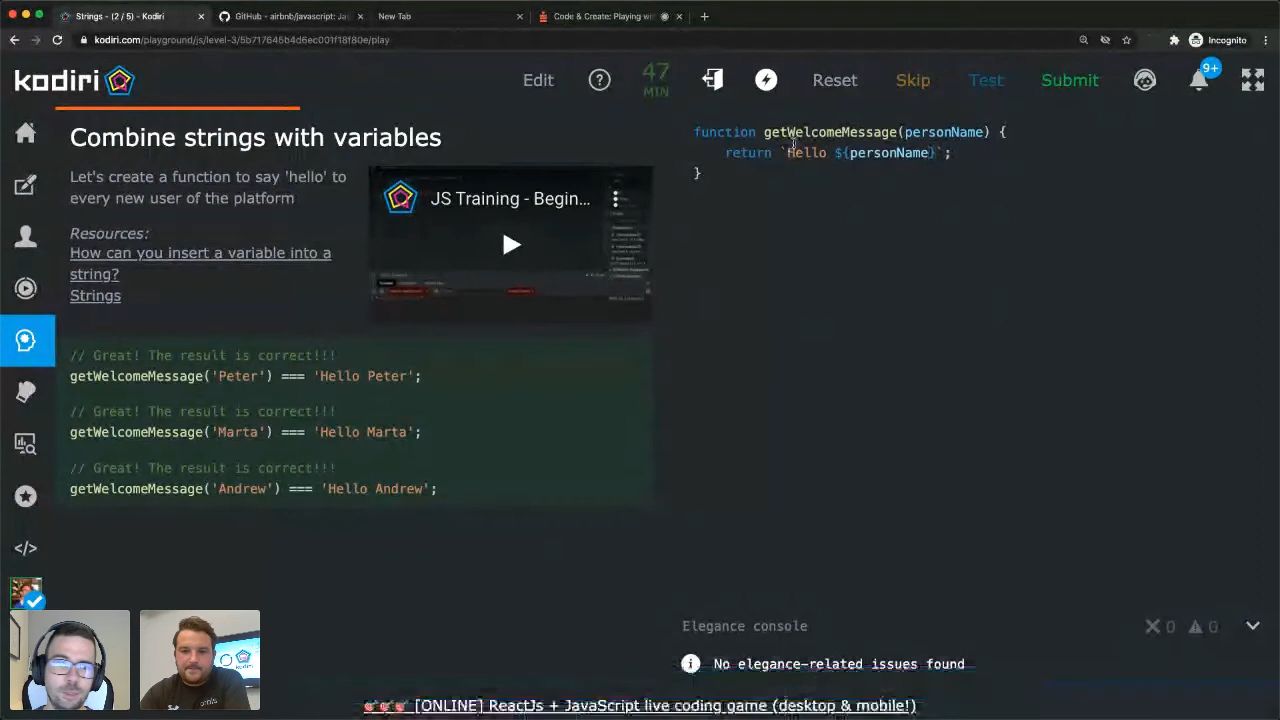 Strings - (2 / 5) - Kodiri
GitHub - airbnb/javascript: Ja
New Tab
Code & Create: Playing wi
kodiri.com/playground/js/level-3/5b717645b4d6ec001f18f80e/play
Incognito
kodiri
Edit
47
MIN
Reset
Skip
Test
Submit
9+
Combine strings with variables
Let's create a function to say 'hello' to
every new user of the platform
Resources:
How can you insert a variable into a
string?
Strings
JS Training - Begin...
// Great! The result is correct!!!
getWelcomeMessage('Peter') === 'Hello Peter';
// Great! The result is correct!!!
getWelcomeMessage('Marta') === 'Hello Marta';
// Great! The result is correct!!!
getWelcomeMessage('Andrew') === 'Hello Andrew';
function getWelcomeMessage(personName) {
return `Hello ${personName}`;
}
Elegance console
0
0
No elegance-related issues found
kodiri
[ONLINE] ReactJs + JavaScript live coding game (desktop & mobile!)